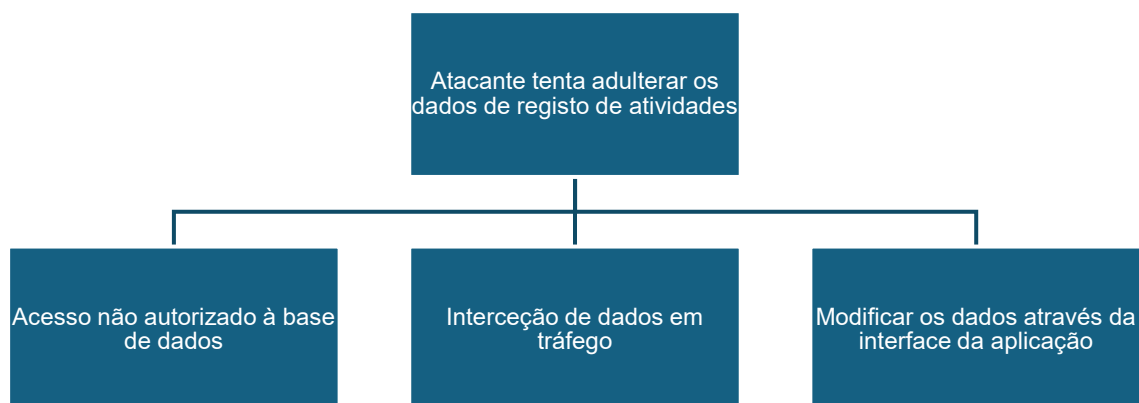 Atacante tenta adulterar os
dados de registo de atividades
Acesso não autorizado à base
de dados
Interceção de dados em
tráfego
Modificar os dados através da
interface da aplicação